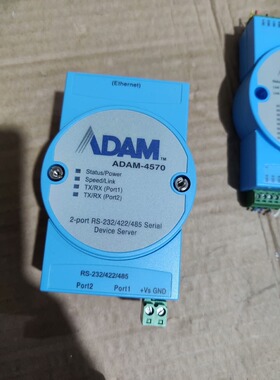 (Ethernet)
ADAM™
ADAM-4570
Status/Power
Speed/Link
TX/RX (Port1)
TX/RX (Port2)
2-port RS-232/422/485 Serial
Device Server
RS-232/422/485
Port2 Port1 +Vs GND